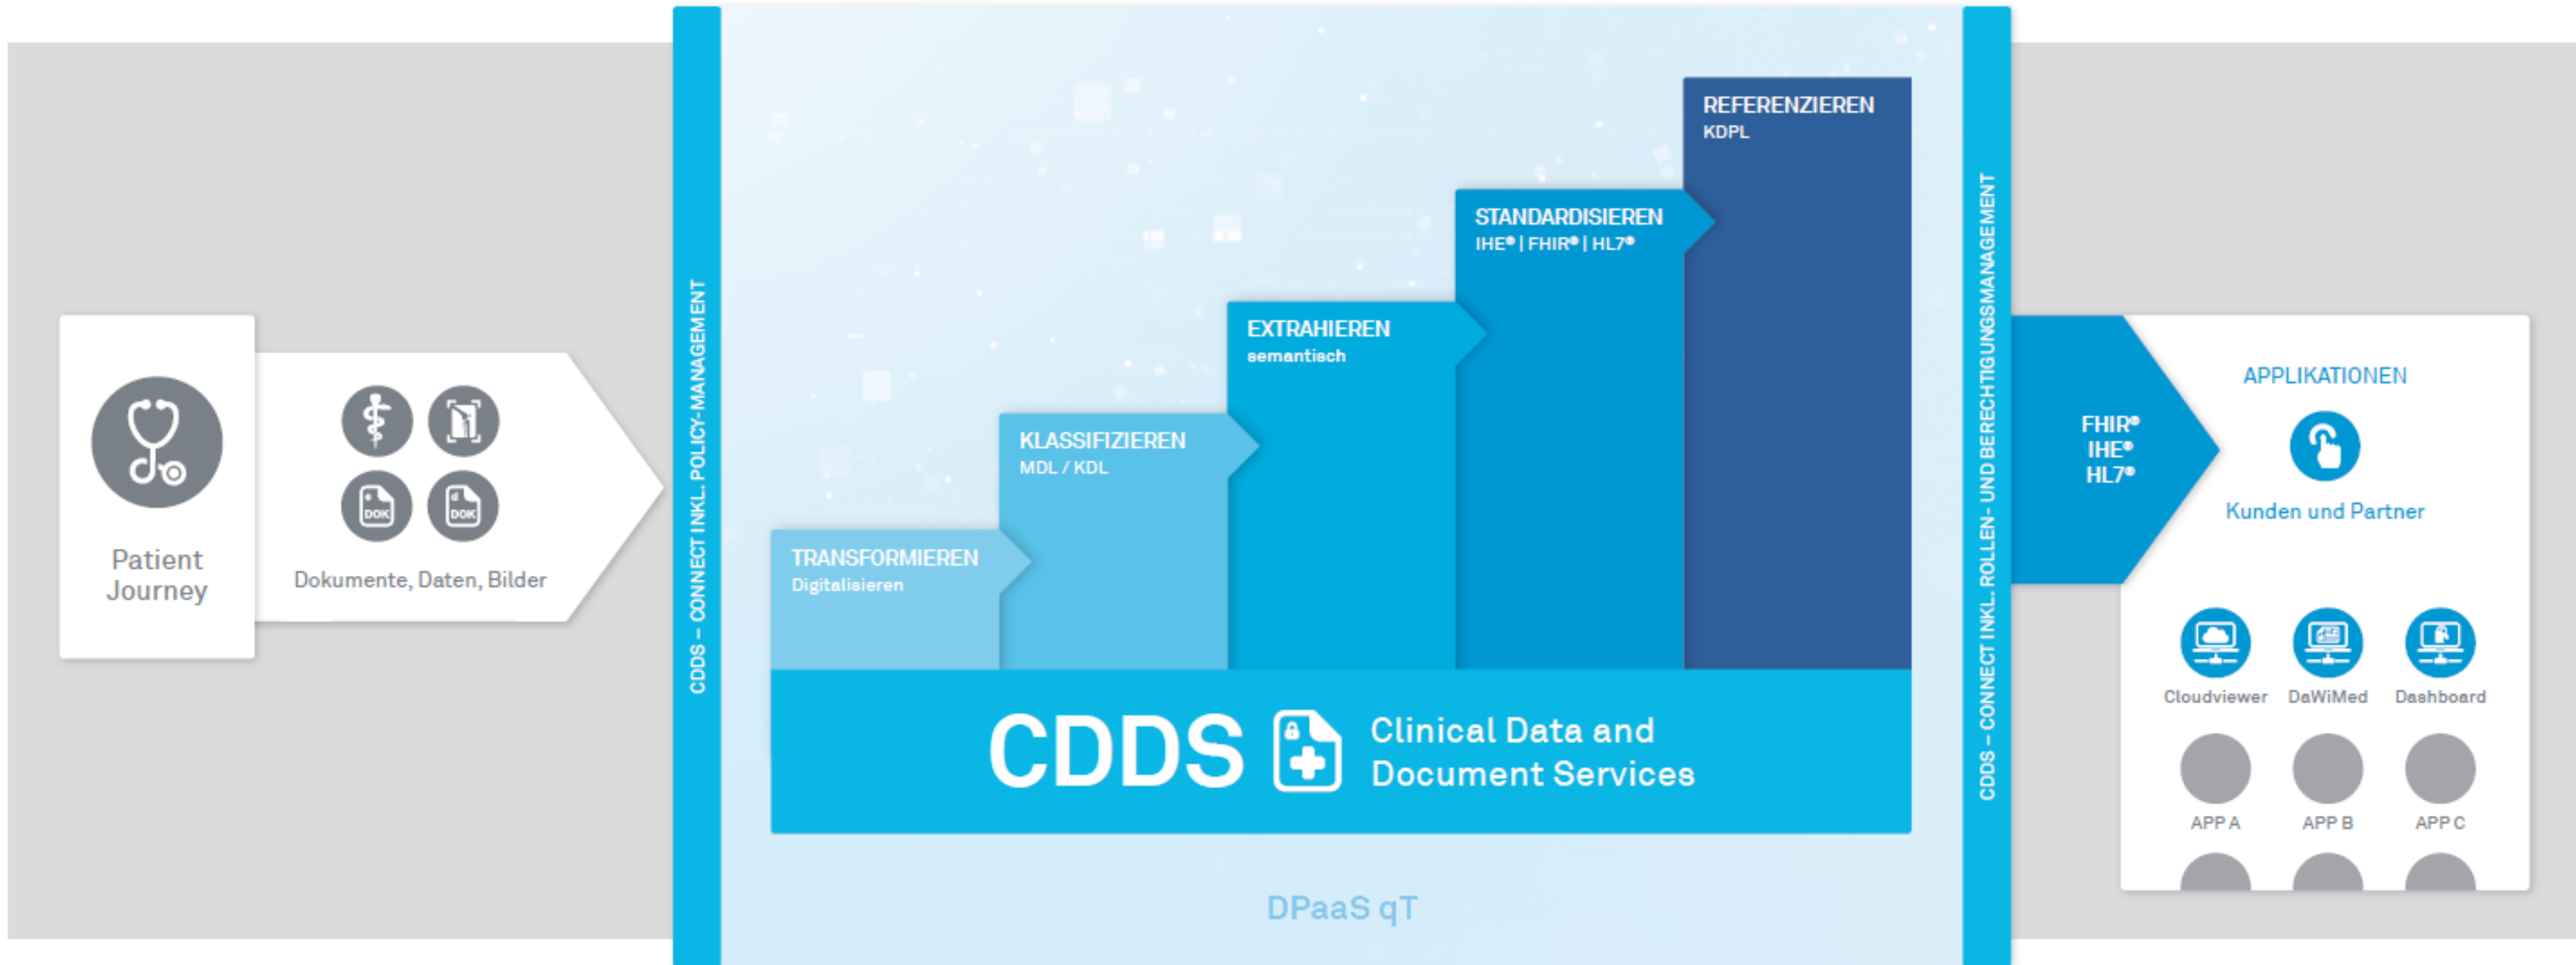 Patient
Journey
DOK
DOK
Dokumente, Daten, Bilder
CDDS – CONNECT INKL. POLICY-MANAGEMENT
TRANSFORMIEREN
Digitalisieren
KLASSIFIZIEREN
MDL / KDL
EXTRAHIEREN
semantisch
STANDARDISIEREN
IHE® | FHIR® | HL7®
REFERENZIEREN
KDPL
CDDS
Clinical Data and
Document Services
DPaaS qT
CDDS – CONNECT INKL. ROLLEN- UND BERECHTIGUNGSMANAGEMENT
FHIR®
IHE®
HL7®
APPLIKATIONEN
Kunden und Partner
Cloudviewer DaWiMed Dashboard
APP A APP B APP C